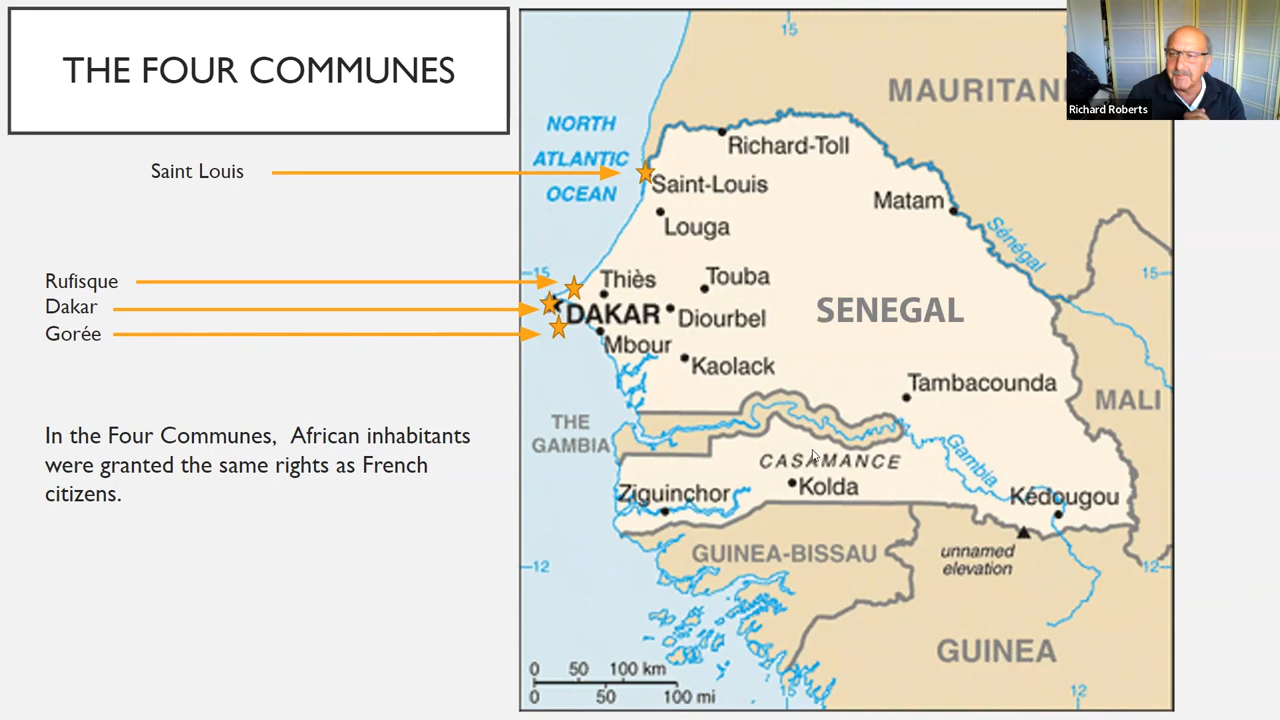 THE FOUR COMMUNES
Saint Louis
Rufisque
Dakar
Gorée
In the Four Communes, African inhabitants
were granted the same rights as French
citizens.
15
MAURITAN
Richard Roberts
NORTH
ATLANTIC
OCEAN
Richard-Toll
Saint-Louis
Matam
Louga
Sénégal
15
15
Thiès
Touba
DAKAR
Diourbel
SENEGAL
Mbour
Kaolack
Tambacounda
MALI
THE
GAMBIA
Gambia
CASAMANCE
Ziguinchor
Kolda
Kédougou
GUINEA-BISSAU
unnamed
elevation
12
12
GUINEA
0 50 100 km
0 50 100 mi
15
12